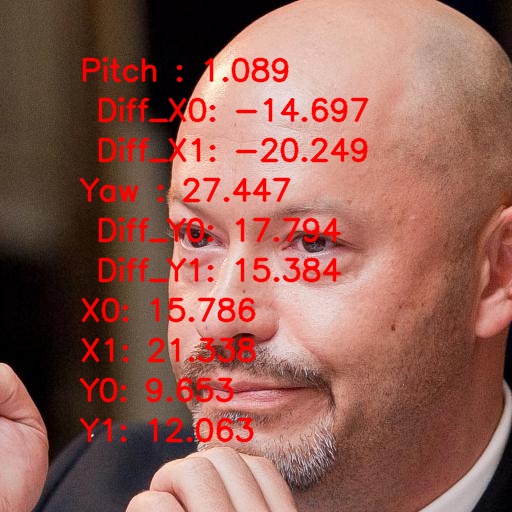 Pitch : 1.089
Diff_X0: -14.697
Diff_X1: -20.249
Yaw : 27.447
Diff_Y0: 17.794
Diff_Y1: 15.384
X0: 15.786
X1: 21.338
Y0: 9.653
Y1: 12.063